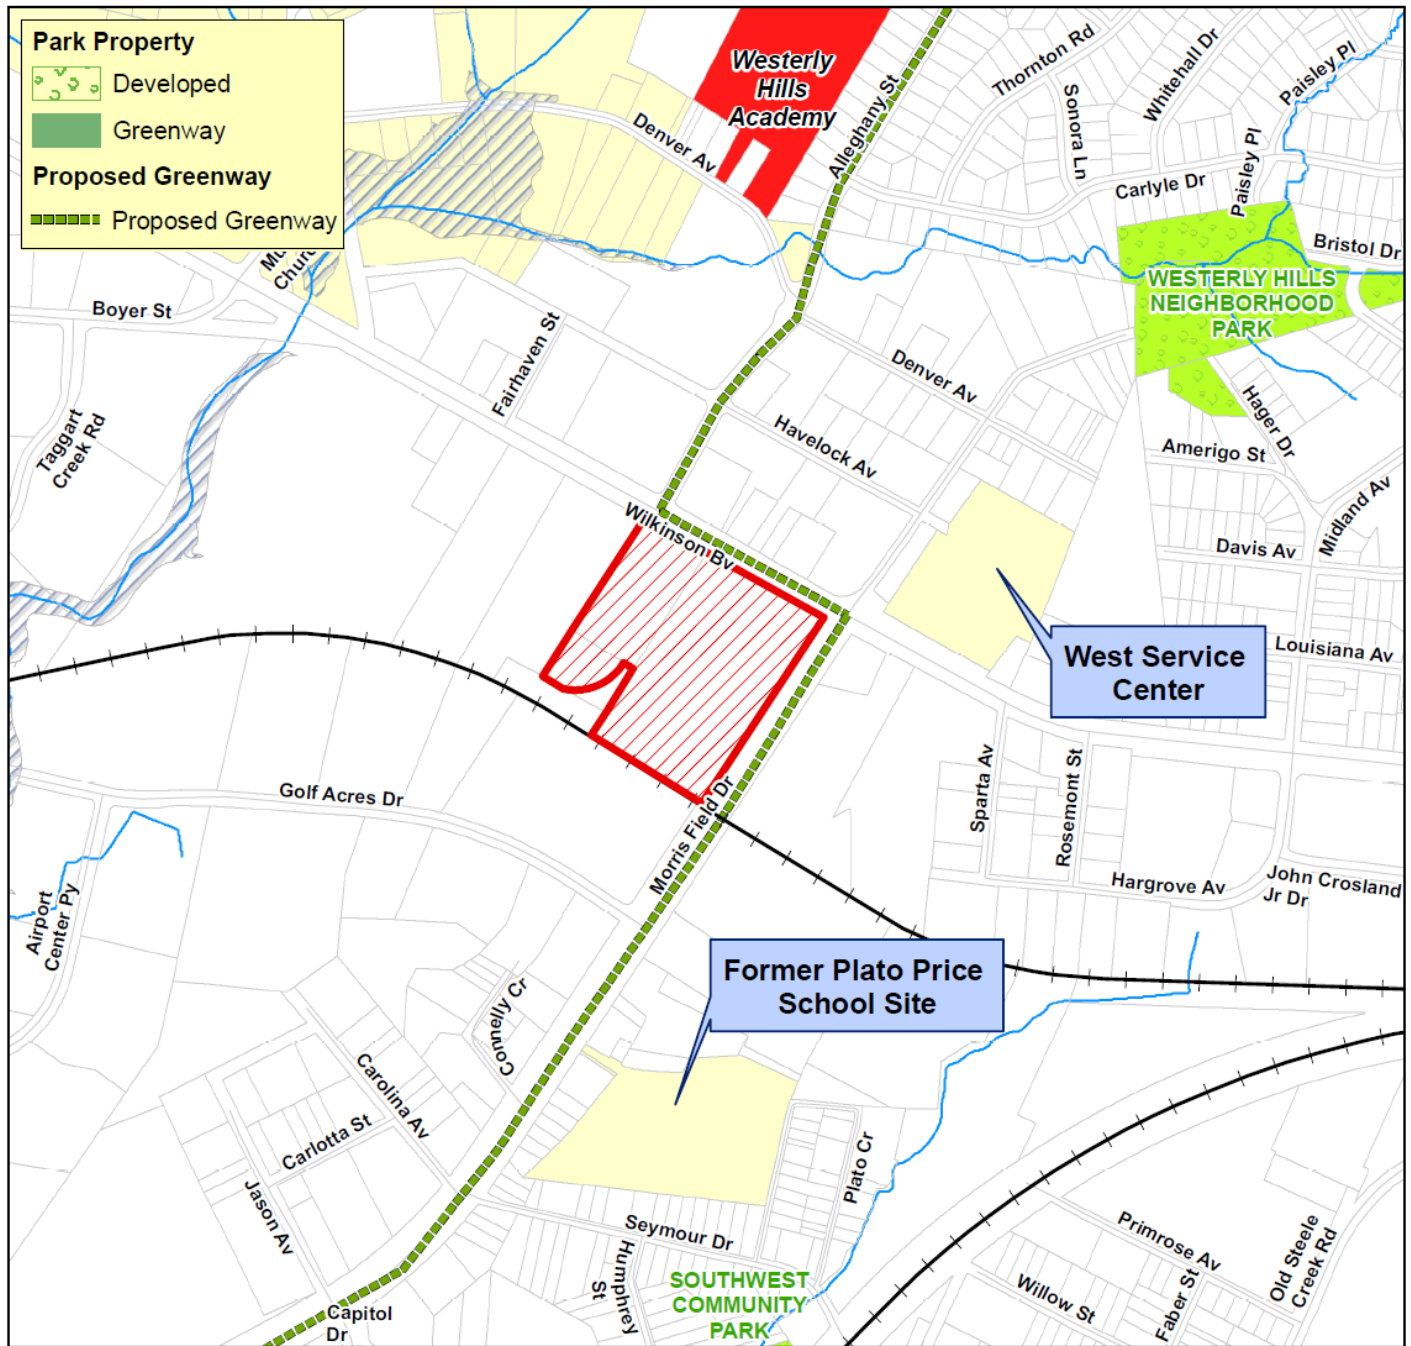 Park Property
Developed
Greenway
Proposed Greenway
Proposed Greenway
Westerly
Hills
Academy
Alleghany St
Thornton Rd
Sonora Ln
Whitehall Dr
Paisley Pl
Paisley Pl
Carlyle Dr
Bristol Dr
Denver Av
WESTERLY HILLS
NEIGHBORHOOD
PARK
Boyer St
Fairhaven St
Taggart
Creek Rd
Denver Av
Havelock Av
Hager Dr
Amerigo St
Midland Av
Davis Av
Wilkinson Bv
Louisiana Av
West Service
Center
Sparta Av
Rosemont St
Golf Acres Dr
Morris Field Dr
Hargrove Av
John Crosland
Jr Dr
Airport
Center Py
Former Plato Price
School Site
Connelly Cr
Carolina Av
Carlotta St
Jason Av
Plato Cr
Seymour Dr
Humphrey
St
SOUTHWEST
COMMUNITY
PARK
Capitol
Dr
Primrose Av
Willow St
Faber St
Old Steele
Creek Rd